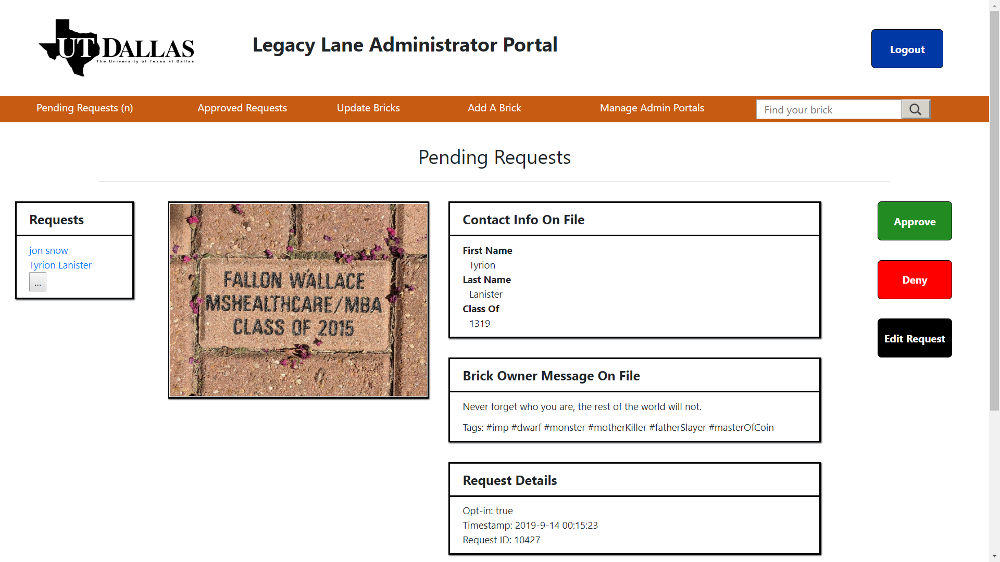 UT DALLAS
The University of Texas at Dallas
Legacy Lane Administrator Portal
Logout
Pending Requests (n)
Approved Requests
Update Bricks
Add A Brick
Manage Admin Portals
Find your brick
Pending Requests
Requests
jon snow
Tyrion Lanister
...
FALLON WALLACE
MSHEALTHCARE/MBA
CLASS OF 2015
Contact Info On File
First Name
Tyrion
Last Name
Lanister
Class Of
1319
Brick Owner Message On File
Never forget who you are, the rest of the world will not.
Tags: #imp #dwarf #monster #motherKiller #fatherSlayer #masterOfCoin
Request Details
Opt-in: true
Timestamp: 2019-9-14 00:15:23
Request ID: 10427
Approve
Deny
Edit Request